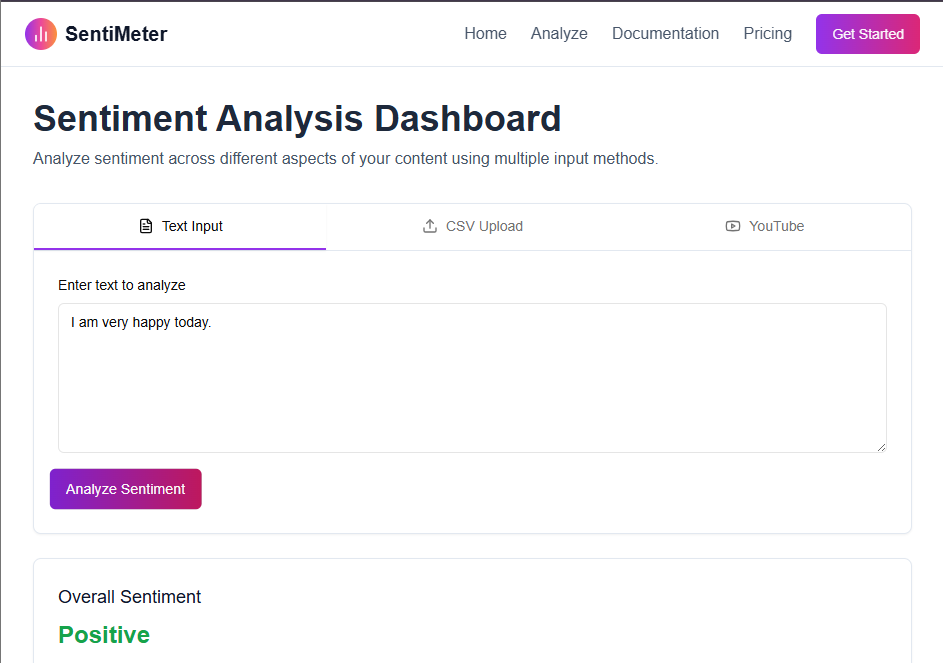 SentiMeter Home Analyze Documentation Pricing Get Started
Sentiment Analysis Dashboard
Analyze sentiment across different aspects of your content using multiple input methods.
Text Input CSV Upload YouTube
Enter text to analyze
I am very happy today.
Analyze Sentiment
Overall Sentiment
Positive